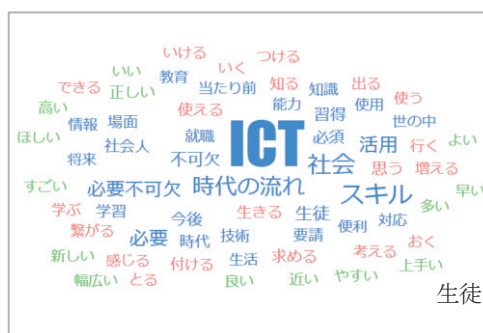 いける つける
いい 教育 いく
できる 正しい 当たり前 知る 知識 出る
高い 使える 能力 習得 使用 使う
情報 場面 世の中
ほしい 社会人 就職 ICT 必須 活用 行く よい
将来 不可欠 社会 思う 増える
すごい 必要不可欠 時代の流れ スキル 早い
学ぶ 学習 今後 生きる 生徒 多い
繋がる 必要 時代 技術 要請 便利 対応
新しい 感じる 生活 求める 考える おく
幅広い とる 付ける 良い 近い やすい 上手い
生徒